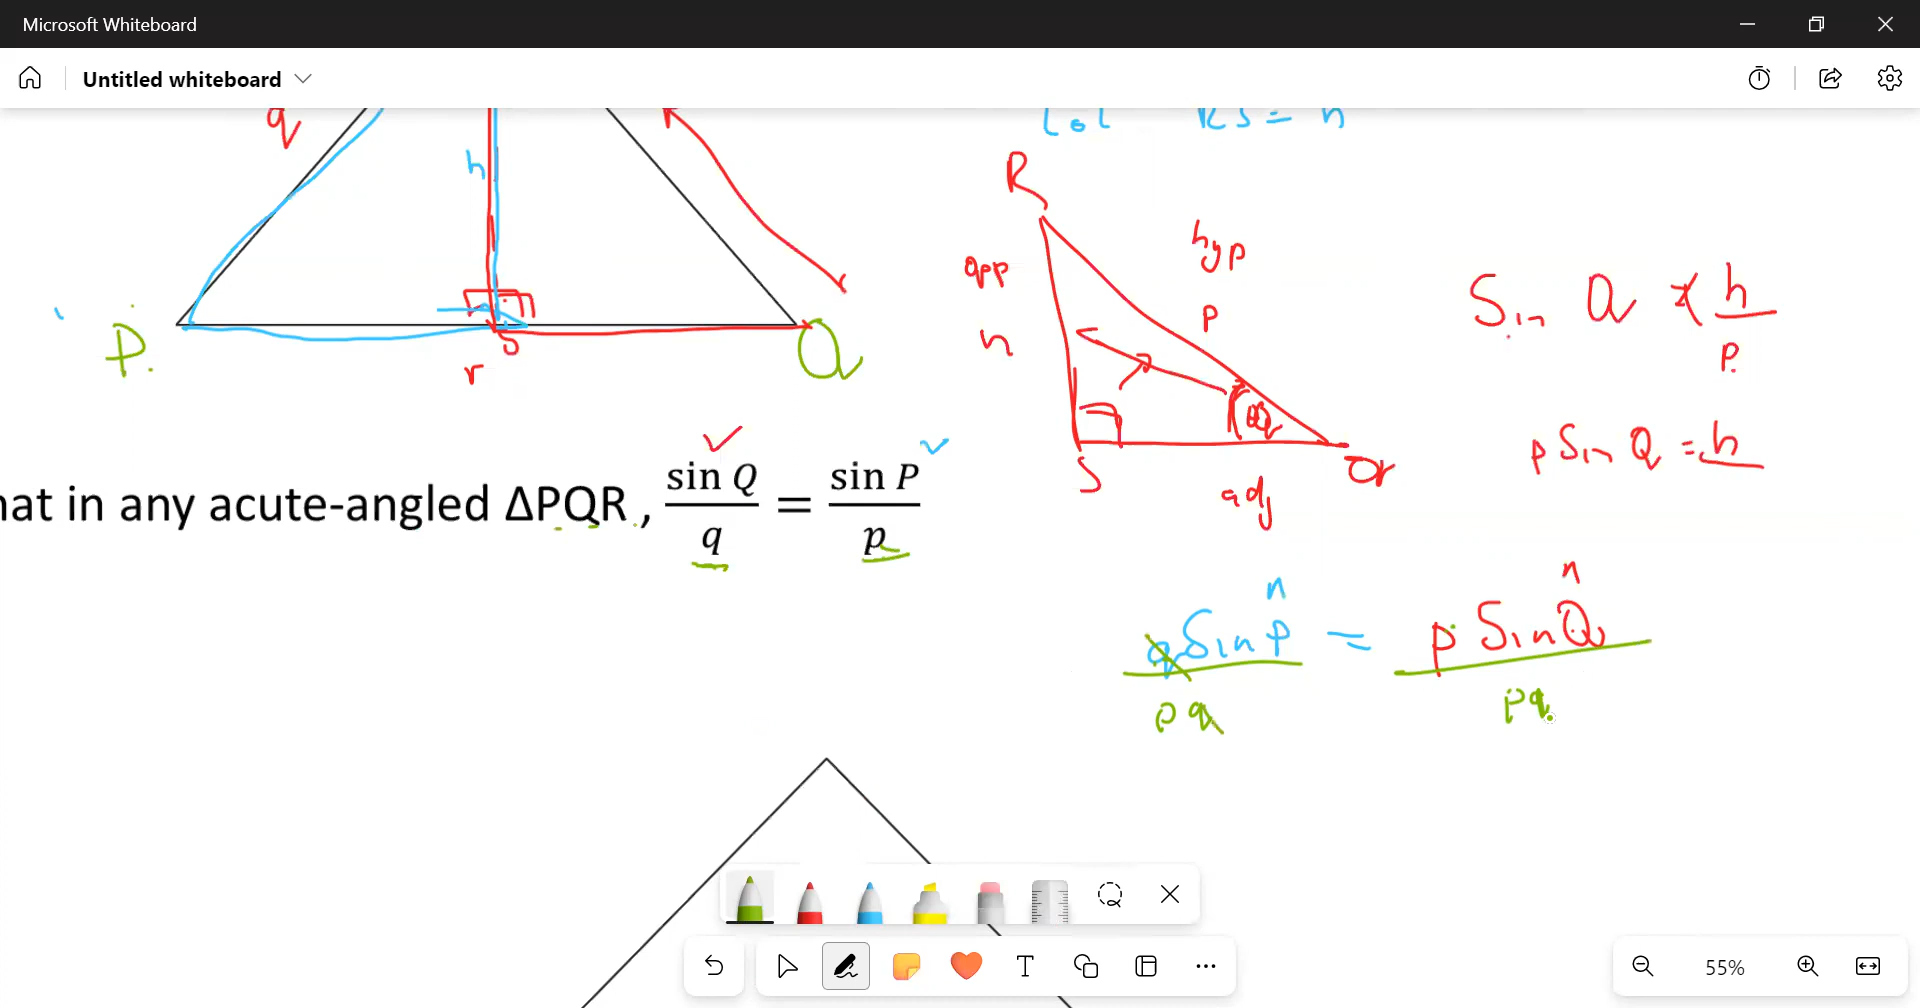 Microsoft Whiteboard
Untitled whiteboard
q
h
RS = h
R
opp
hyp
p
h
Sin Q × h/p
P
S
r
Q
S
adj
p Sin Q = h
hat in any acute-angled ΔPQR, sin Q / q = sin P / p
q Sin P = p Sin Q
pq
pq
55%